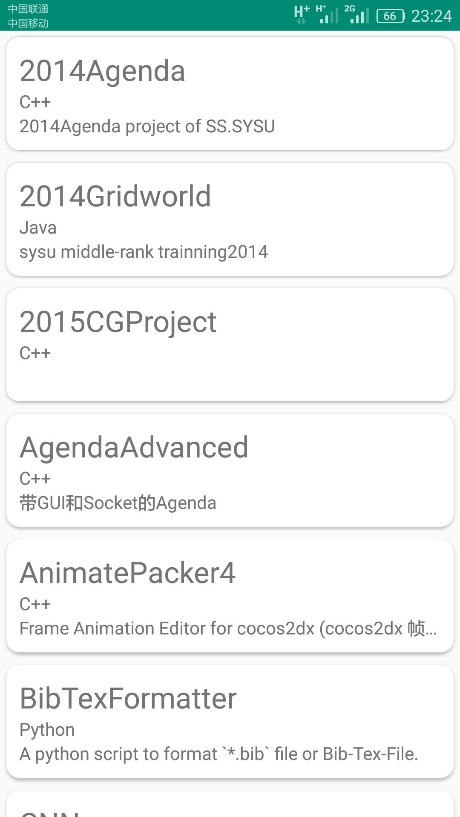 中国联通
中国移动
H+ H+ 2G 66 23:24
2014Agenda
C++
2014Agenda project of SS.SYSU
2014Gridworld
Java
sysu middle-rank trainning2014
2015CGProject
C++
AgendaAdvanced
C++
带GUI和Socket的Agenda
AnimatePacker4
C++
Frame Animation Editor for cocos2dx (cocos2dx 帧...
BibTexFormatter
Python
A python script to format `*.bib` file or Bib-Tex-File.